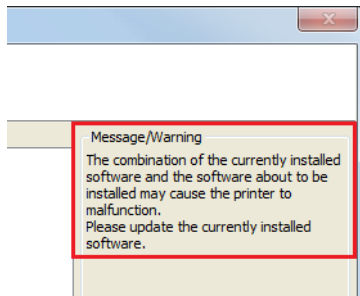 Message/Warning
The combination of the currently installed
software and the software about to be
installed may cause the printer to
malfunction.
Please update the currently installed
software.